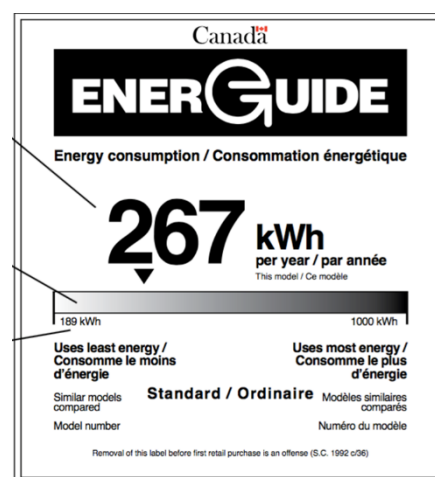 Canada
ENERGUIDE
Energy consumption / Consommation énergétique
267 kWh
per year / par année
This model / Ce modèle
189 kWh 1000 kWh
Uses least energy / Uses most energy /
Consomme le moins Consomme le plus
d'énergie d'énergie
Similar models Standard / Ordinaire Modèles similaires
compared comparés
Model number Numéro du modèle
Removal of this label before first retail purchase is an offense (S.C. 1992 c/36)